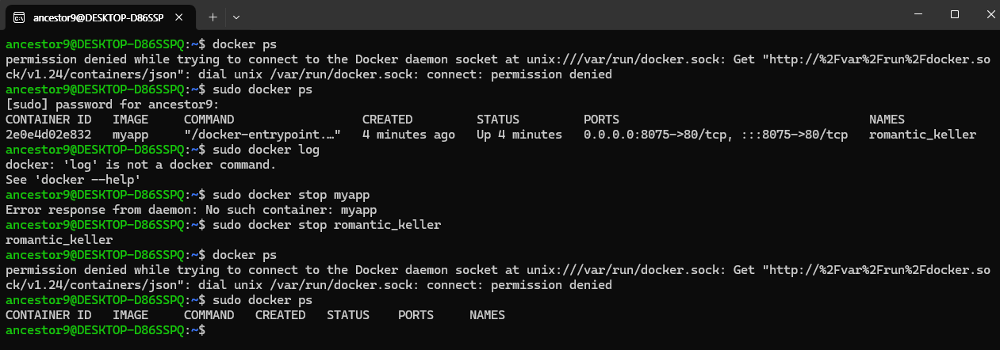 ancestor9@DESKTOP-D86SSP
ancestor9@DESKTOP-D86SSPQ:~$ docker ps
permission denied while trying to connect to the Docker daemon socket at unix:///var/run/docker.sock: Get "http://%2Fvar%2Frun%2Fdocker.so
ck/v1.24/containers/json": dial unix /var/run/docker.sock: connect: permission denied
ancestor9@DESKTOP-D86SSPQ:~$ sudo docker ps
[sudo] password for ancestor9:
CONTAINER ID   IMAGE     COMMAND                  CREATED         STATUS         PORTS                                   NAMES
2e0e4d02e832   myapp     "/docker-entrypoint.…"   4 minutes ago   Up 4 minutes   0.0.0.0:8075->80/tcp, :::8075->80/tcp   romantic_keller
ancestor9@DESKTOP-D86SSPQ:~$ sudo docker log
docker: 'log' is not a docker command.
See 'docker --help'
ancestor9@DESKTOP-D86SSPQ:~$ sudo docker stop myapp
Error response from daemon: No such container: myapp
ancestor9@DESKTOP-D86SSPQ:~$ sudo docker stop romantic_keller
romantic_keller
ancestor9@DESKTOP-D86SSPQ:~$ docker ps
permission denied while trying to connect to the Docker daemon socket at unix:///var/run/docker.sock: Get "http://%2Fvar%2Frun%2Fdocker.so
ck/v1.24/containers/json": dial unix /var/run/docker.sock: connect: permission denied
ancestor9@DESKTOP-D86SSPQ:~$ sudo docker ps
CONTAINER ID   IMAGE     COMMAND   CREATED   STATUS    PORTS     NAMES
ancestor9@DESKTOP-D86SSPQ:~$